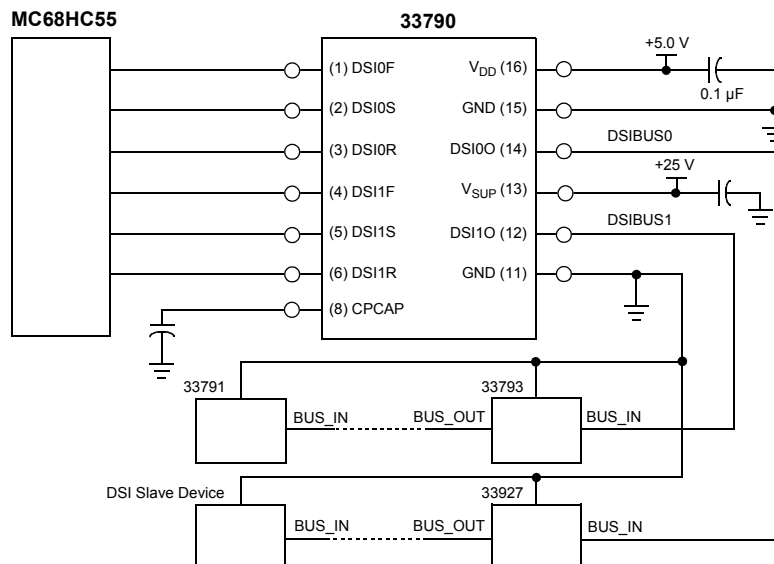 MC68HC55
33790
(1) DSI0F
(2) DSI0S
(3) DSI0R
(4) DSI1F
(5) DSI1S
(6) DSI1R
(8) CPCAP
VDD (16)
GND (15)
DSI0O (14)
VSUP (13)
DSI1O (12)
GND (11)
+5.0 V
0.1 µF
DSIBUS0
+25 V
DSIBUS1
33791
33793
BUS_IN
BUS_OUT
BUS_IN
DSI Slave Device
33927
BUS_IN
BUS_OUT
BUS_IN